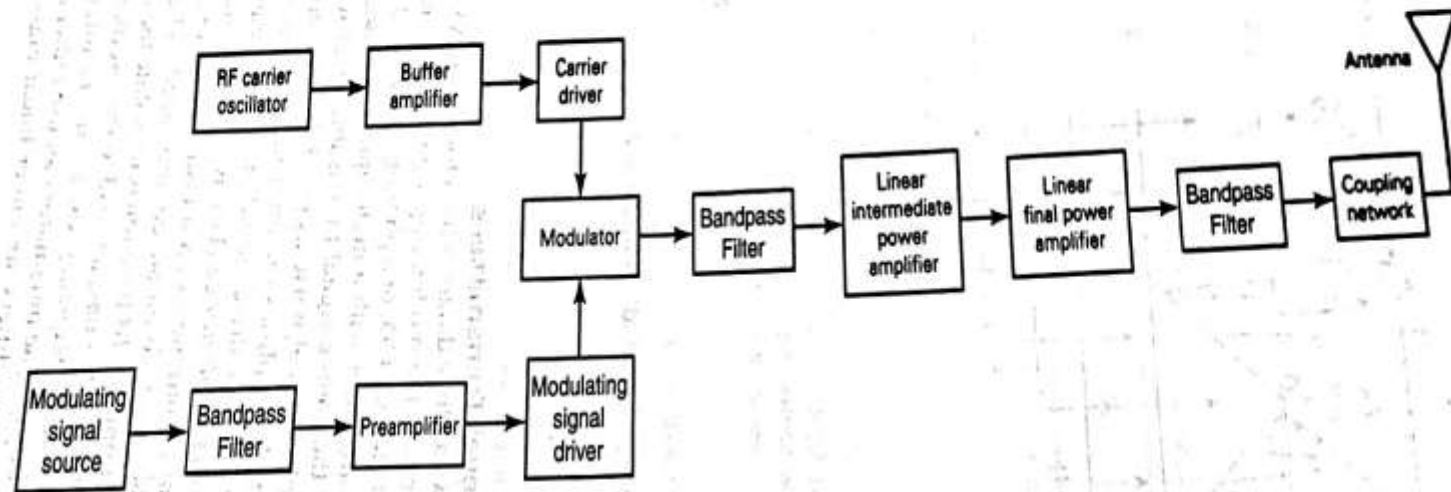 RF carrier
oscillator
Buffer
amplifier
Carrier
driver
Antenna
Modulator
Bandpass
Filter
Linear
intermediate
power
amplifier
Linear
final power
amplifier
Bandpass
Filter
Coupling
network
Modulating
signal
source
Bandpass
Filter
Preamplifier
Modulating
signal
driver